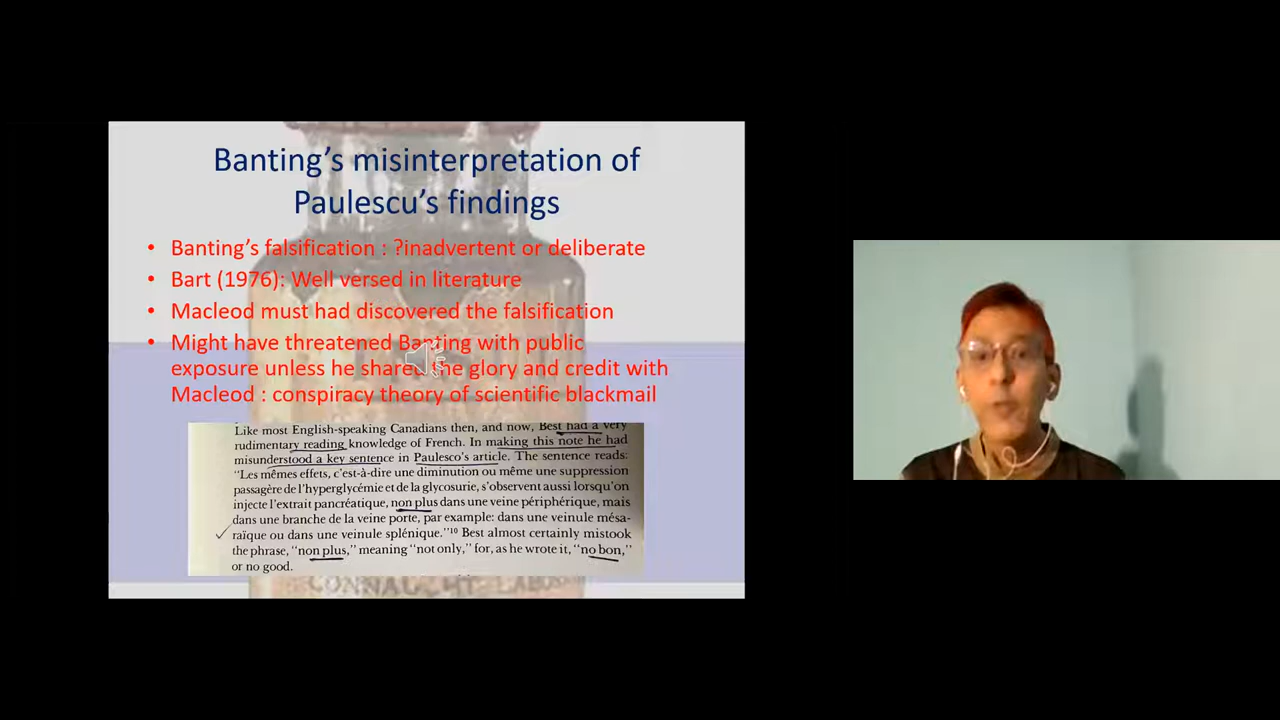 Banting’s misinterpretation of
Paulescu’s findings
• Banting’s falsification : ?inadvertent or deliberate
• Bart (1976): Well versed in literature
• Macleod must had discovered the falsification
• Might have threatened Banting with public
exposure unless he shared the glory and credit with
Macleod : conspiracy theory of scientific blackmail
Like most English-speaking Canadians then, and now, Best had a very
rudimentary reading knowledge of French. In making this note he had
misunderstood a key sentence in Paulesco's article. The sentence reads:
“Les mêmes effets, c'est-à-dire une diminution ou même une suppression
passagère de l'hyperglycémie et de la glycosurie, s'observent aussi lorsqu'on
injecte l'extrait pancréatique, non plus dans une veine périphérique, mais
dans une branche de la veine porte, par example: dans une veinule mésa-
raïque ou dans une veinule splénique.”¹⁰ Best almost certainly mistook
the phrase, “non plus,” meaning “not only,” for, as he wrote it, “no bon,”
or no good.
CONNAUGHT LABOR